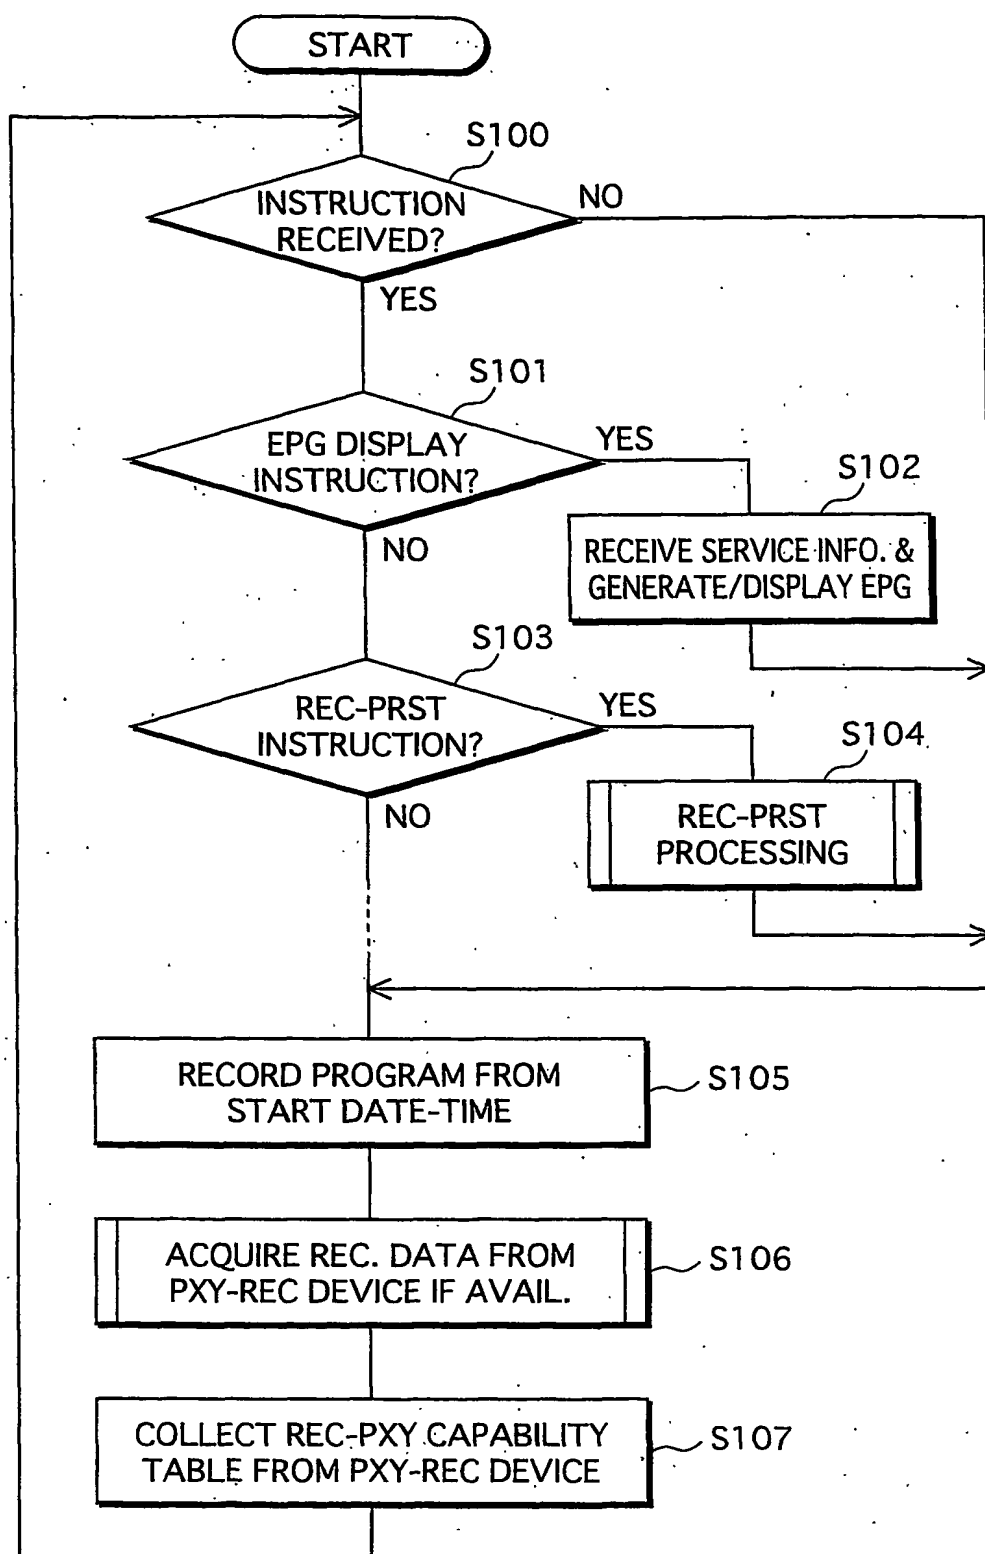 START
S100
INSTRUCTION
RECEIVED?
NO
YES
S101
EPG DISPLAY
INSTRUCTION?
YES
NO
S102
RECEIVE SERVICE INFO. &
GENERATE/DISPLAY EPG
S103
REC-PRST
INSTRUCTION?
YES
NO
S104
REC-PRST
PROCESSING
RECORD PROGRAM FROM
START DATE-TIME
S105
ACQUIRE REC. DATA FROM
PXY-REC DEVICE IF AVAIL.
S106
COLLECT REC-PXY CAPABILITY
TABLE FROM PXY-REC DEVICE
S107